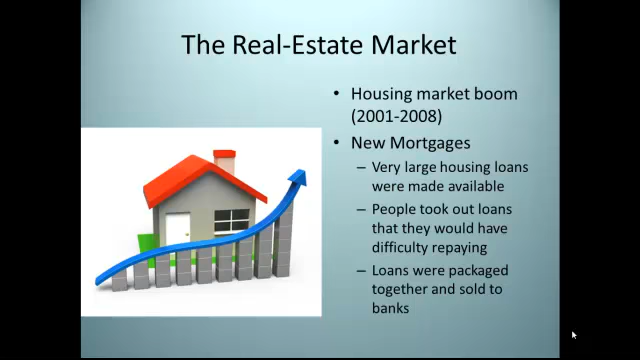 The Real-Estate Market
• Housing market boom
(2001-2008)
• New Mortgages
– Very large housing loans
were made available
– People took out loans
that they would have
difficulty repaying
– Loans were packaged
together and sold to
banks